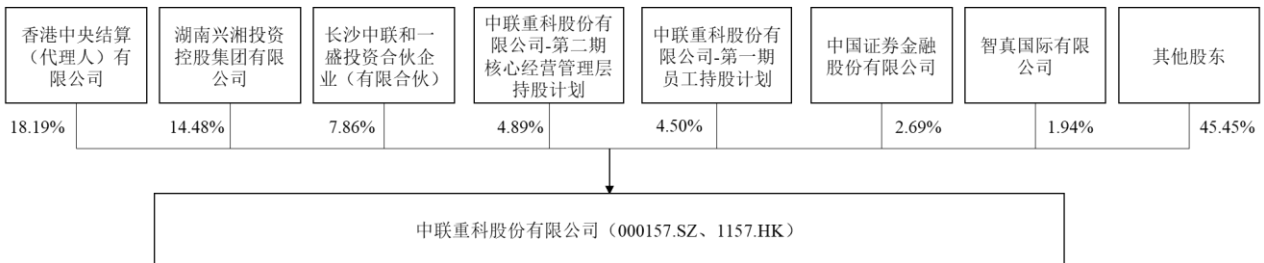 香港中央结算
（代理人）有
限公司
湖南兴湘投资
控股集团有限
公司
长沙中联和一
盛投资合伙企
业（有限合伙）
中联重科股份有
限公司-第二期
核心经营管理层
持股计划
中联重科股份有
限公司-第一期
员工持股计划
中国证券金融
股份有限公司
智真国际有限
公司
其他股东
18.19%
14.48%
7.86%
4.89%
4.50%
2.69%
1.94%
45.45%
中联重科股份有限公司（000157.SZ、1157.HK）